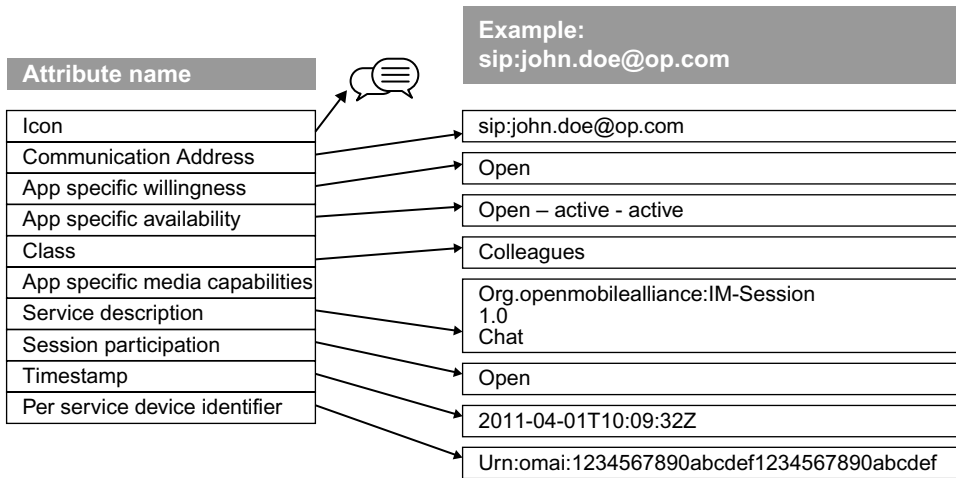 Attribute name
Icon
Communication Address
App specific willingness
App specific availability
Class
App specific media capabilities
Service description
Session participation
Timestamp
Per service device identifier
Example:
sip:john.doe@op.com
sip:john.doe@op.com
Open
Open – active - active
Colleagues
Org.openmobilealliance:IM-Session
1.0
Chat
Open
2011-04-01T10:09:32Z
Urn:omai:1234567890abcdef1234567890abcdef